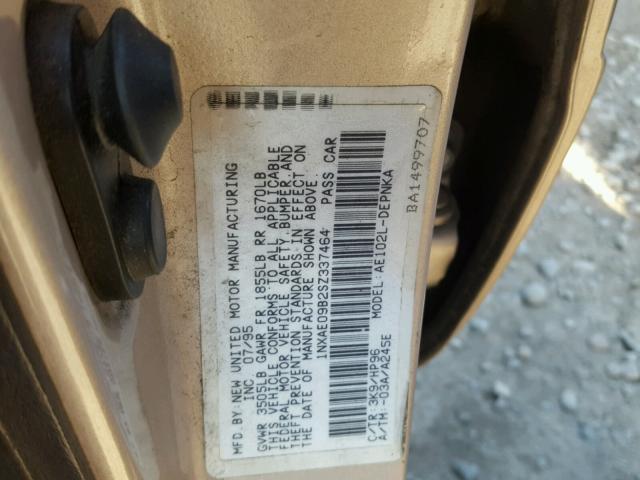 MFD.BY: NEW UNITED MOTOR MANUFACTURING
INC 07/95
GVWR 3505LB GAWR FR 1855LB RR 1670LB
THIS VEHICLE CONFORMS TO ALL APPLICABLE
FEDERAL MOTOR VEHICLE SAFETY, BUMPER, AND
THEFT PREVENTION STANDARDS IN EFFECT ON
THE DATE OF MANUFACTURE SHOWN ABOVE.
1NXAE09B2SZ337464 PASS CAR
MODEL: AE102L-DEPNKA
C/TR: 3K9/HP96
A/TM: -03A/A245E
BA1499707